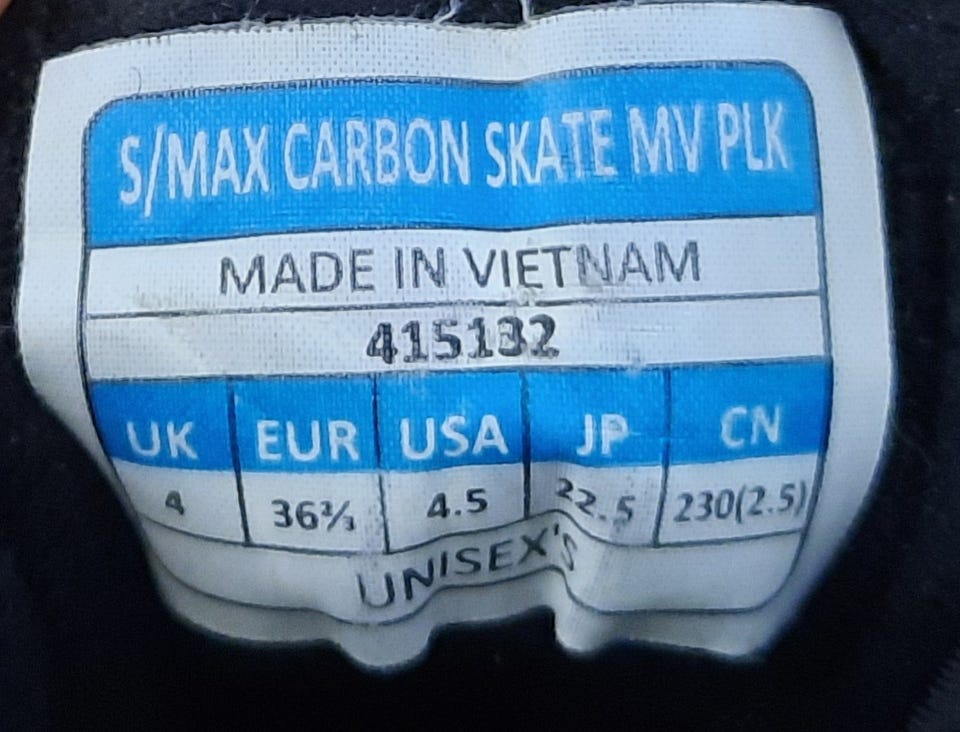 S/MAX CARBON SKATE MV PLK
MADE IN VIETNAM
415132
UK EUR USA JP CN
4 36⅔ 4.5 22.5 230(2.5)
UNISEX'S